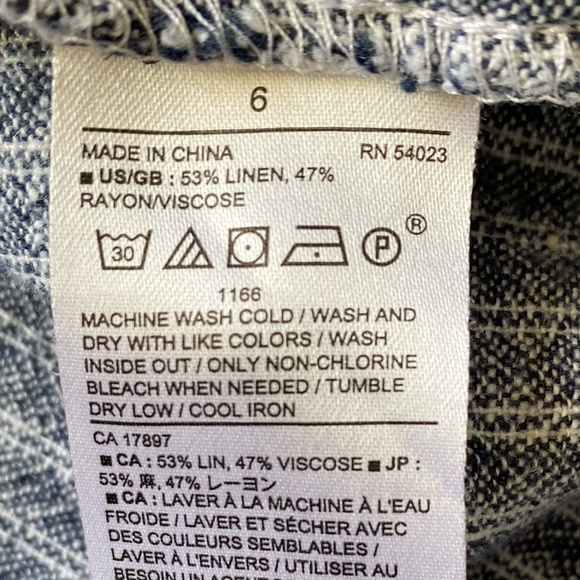 6
MADE IN CHINA RN 54023
US/GB : 53% LINEN, 47%
RAYON/VISCOSE
30 P ®
1166
MACHINE WASH COLD / WASH AND
DRY WITH LIKE COLORS / WASH
INSIDE OUT / ONLY NON-CHLORINE
BLEACH WHEN NEEDED / TUMBLE
DRY LOW / COOL IRON
CA 17897
■ CA : 53% LIN, 47% VISCOSE ■ JP :
53% 麻, 47% レーヨン
■ CA : LAVER À LA MACHINE À L'EAU
FROIDE / LAVER ET SÉCHER AVEC
DES COULEURS SEMBLABLES /
LAVER À L'ENVERS / UTILISER AU
BESOIN UN AGENT